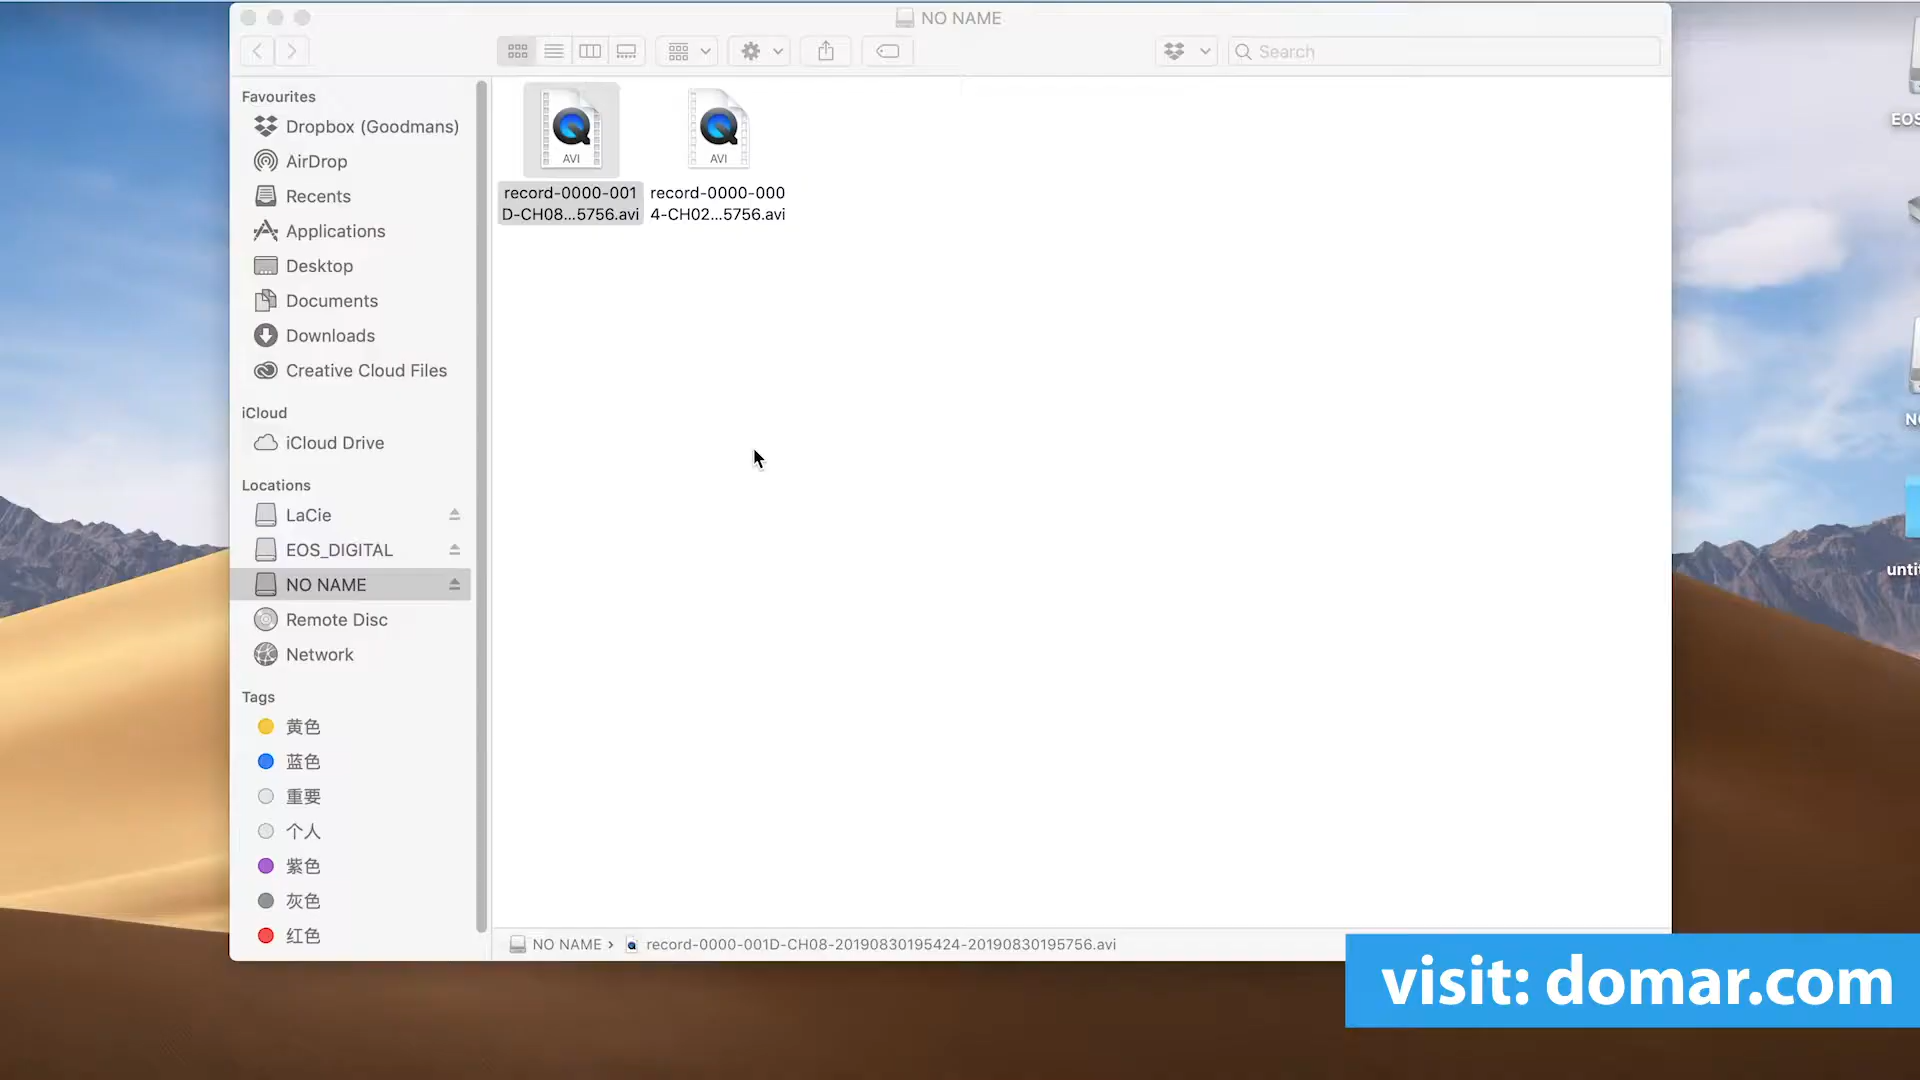 NO NAME
Search
Favourites
Dropbox (Goodmans)
AirDrop
Recents
Applications
Desktop
Documents
Downloads
Creative Cloud Files
iCloud
iCloud Drive
Locations
LaCie
EOS_DIGITAL
NO NAME
Remote Disc
Network
Tags
黄色
蓝色
重要
个人
紫色
灰色
红色
AVI
record-0000-001
D-CH08...5756.avi
AVI
record-0000-000
4-CH02...5756.avi
NO NAME › record-0000-001D-CH08-20190830195424-20190830195756.avi
EOS
NO
unti
visit: domar.com